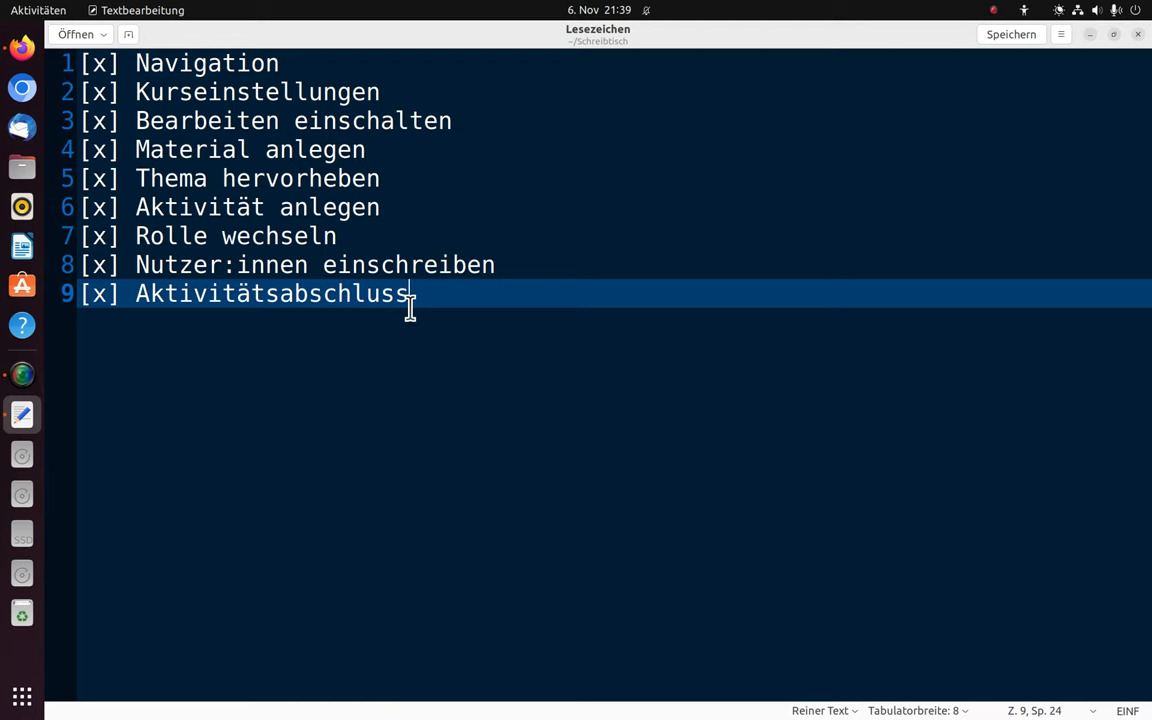 Aktivitäten
Textbearbeitung
6. Nov 21:39
Öffnen
Lesezeichen
~/Schreibtisch
Speichern
1 [x] Navigation
2 [x] Kurseinstellungen
3 [x] Bearbeiten einschalten
4 [x] Material anlegen
5 [x] Thema hervorheben
6 [x] Aktivität anlegen
7 [x] Rolle wechseln
8 [x] Nutzer:innen einschreiben
9 [x] Aktivitätsabschluss
SSD
Reiner Text
Tabulatorbreite: 8
Z. 9, Sp. 24
EINF